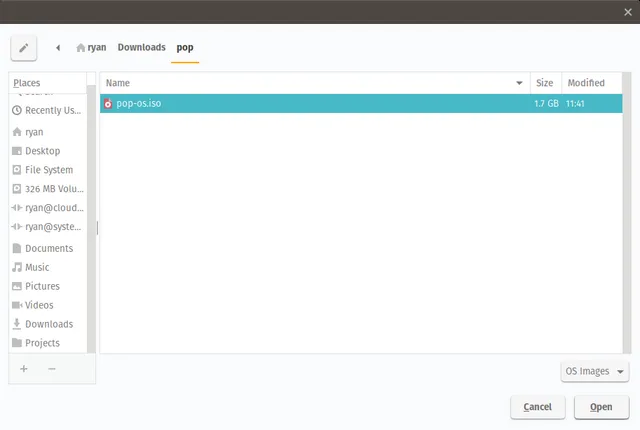 ryan Downloads pop
Places
Name Size Modified
pop-os.iso 1.7 GB 11:41
Recently Us...
ryan
Desktop
File System
326 MB Volu...
ryan@cloud...
ryan@syste...
Documents
Music
Pictures
Videos
Downloads
Projects
OS Images
Cancel Open